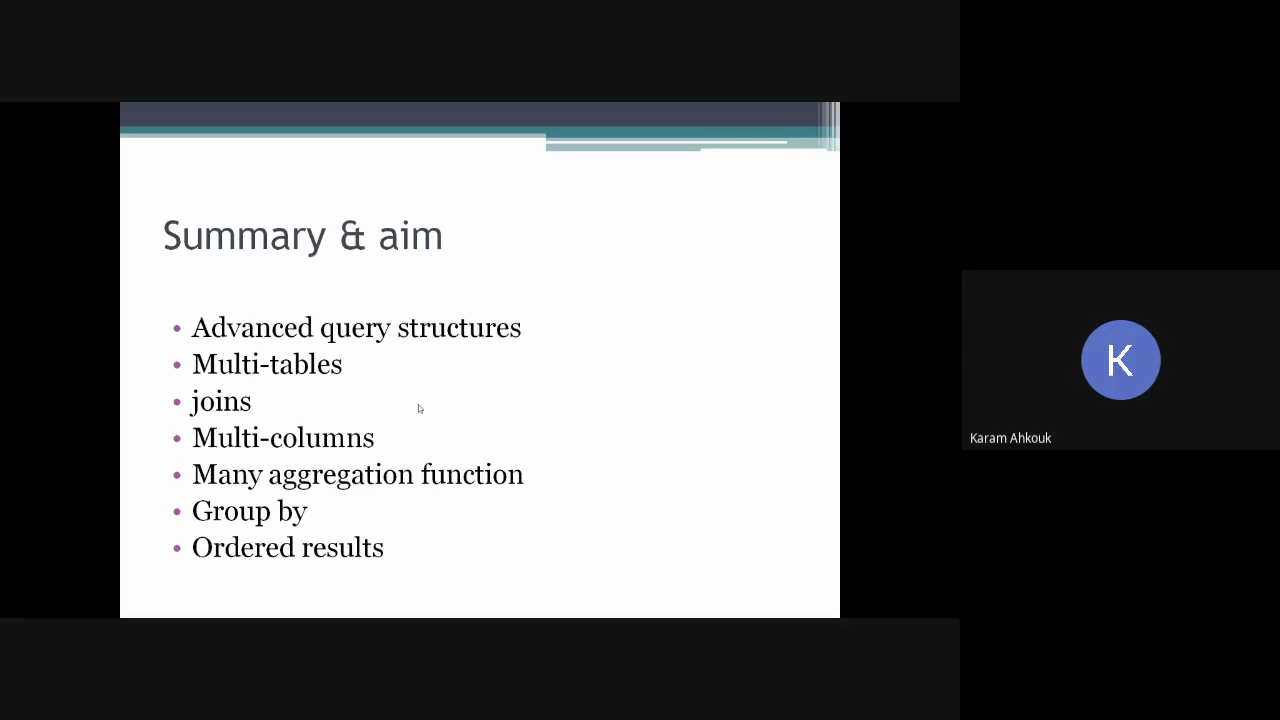 Summary & aim
• Advanced query structures
• Multi-tables
• joins
• Multi-columns
• Many aggregation function
• Group by
• Ordered results
K
Karam Ahkouk